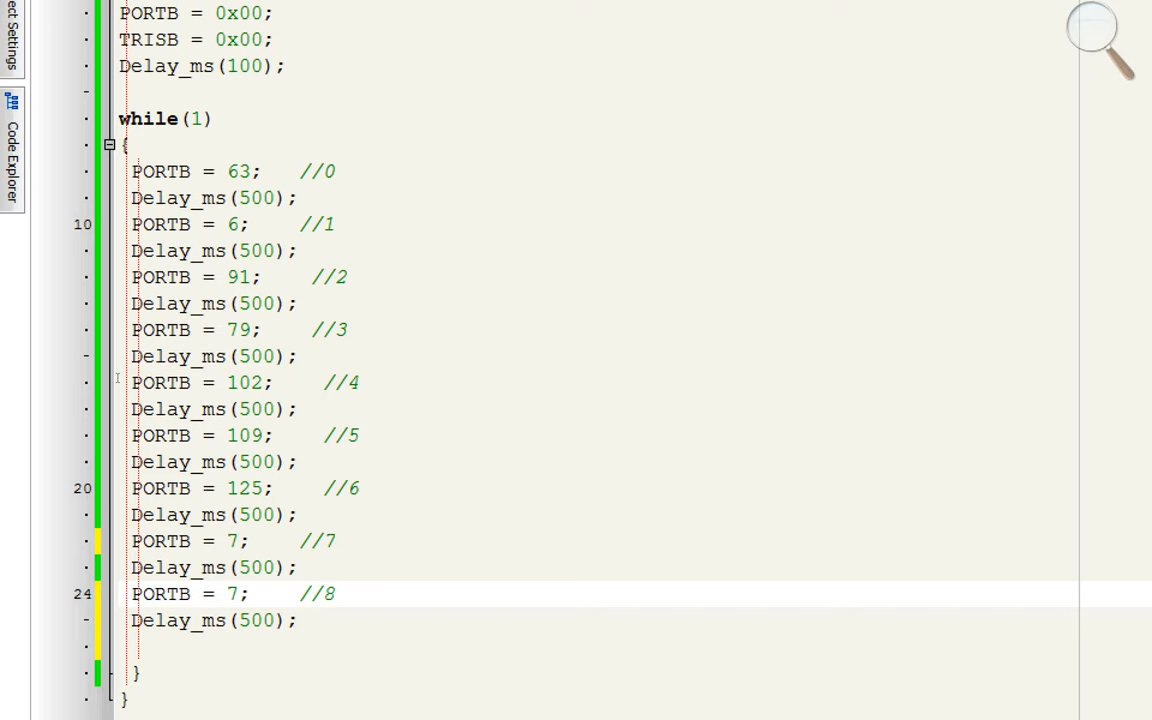 ect Settings
Code Explorer
PORTB = 0x00;
TRISB = 0x00;
Delay_ms(100);
while(1)
{
PORTB = 63;   //0
Delay_ms(500);
10 PORTB = 6;    //1
Delay_ms(500);
PORTB = 91;    //2
Delay_ms(500);
PORTB = 79;    //3
Delay_ms(500);
PORTB = 102;    //4
Delay_ms(500);
PORTB = 109;    //5
Delay_ms(500);
20 PORTB = 125;    //6
Delay_ms(500);
PORTB = 7;    //7
Delay_ms(500);
24 PORTB = 7;    //8
Delay_ms(500);
}
}